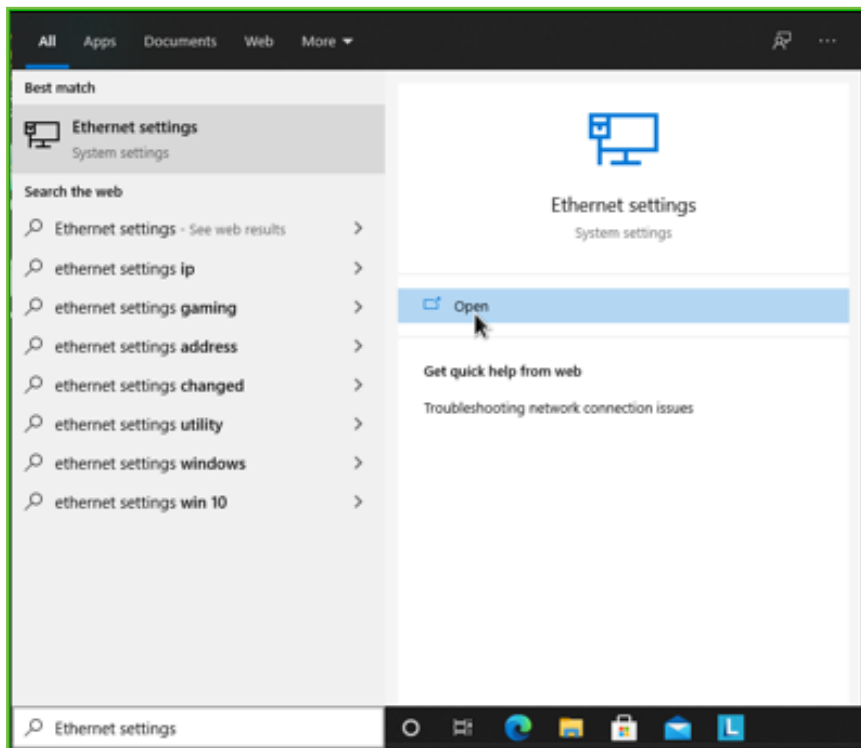 All Apps Documents Web More
Best match
Ethernet settings
System settings
Search the web
Ethernet settings - See web results
ethernet settings ip
ethernet settings gaming
ethernet settings address
ethernet settings changed
ethernet settings utility
ethernet settings windows
ethernet settings win 10
Ethernet settings
System settings
Open
Get quick help from web
Troubleshooting network connection issues
Ethernet settings
L